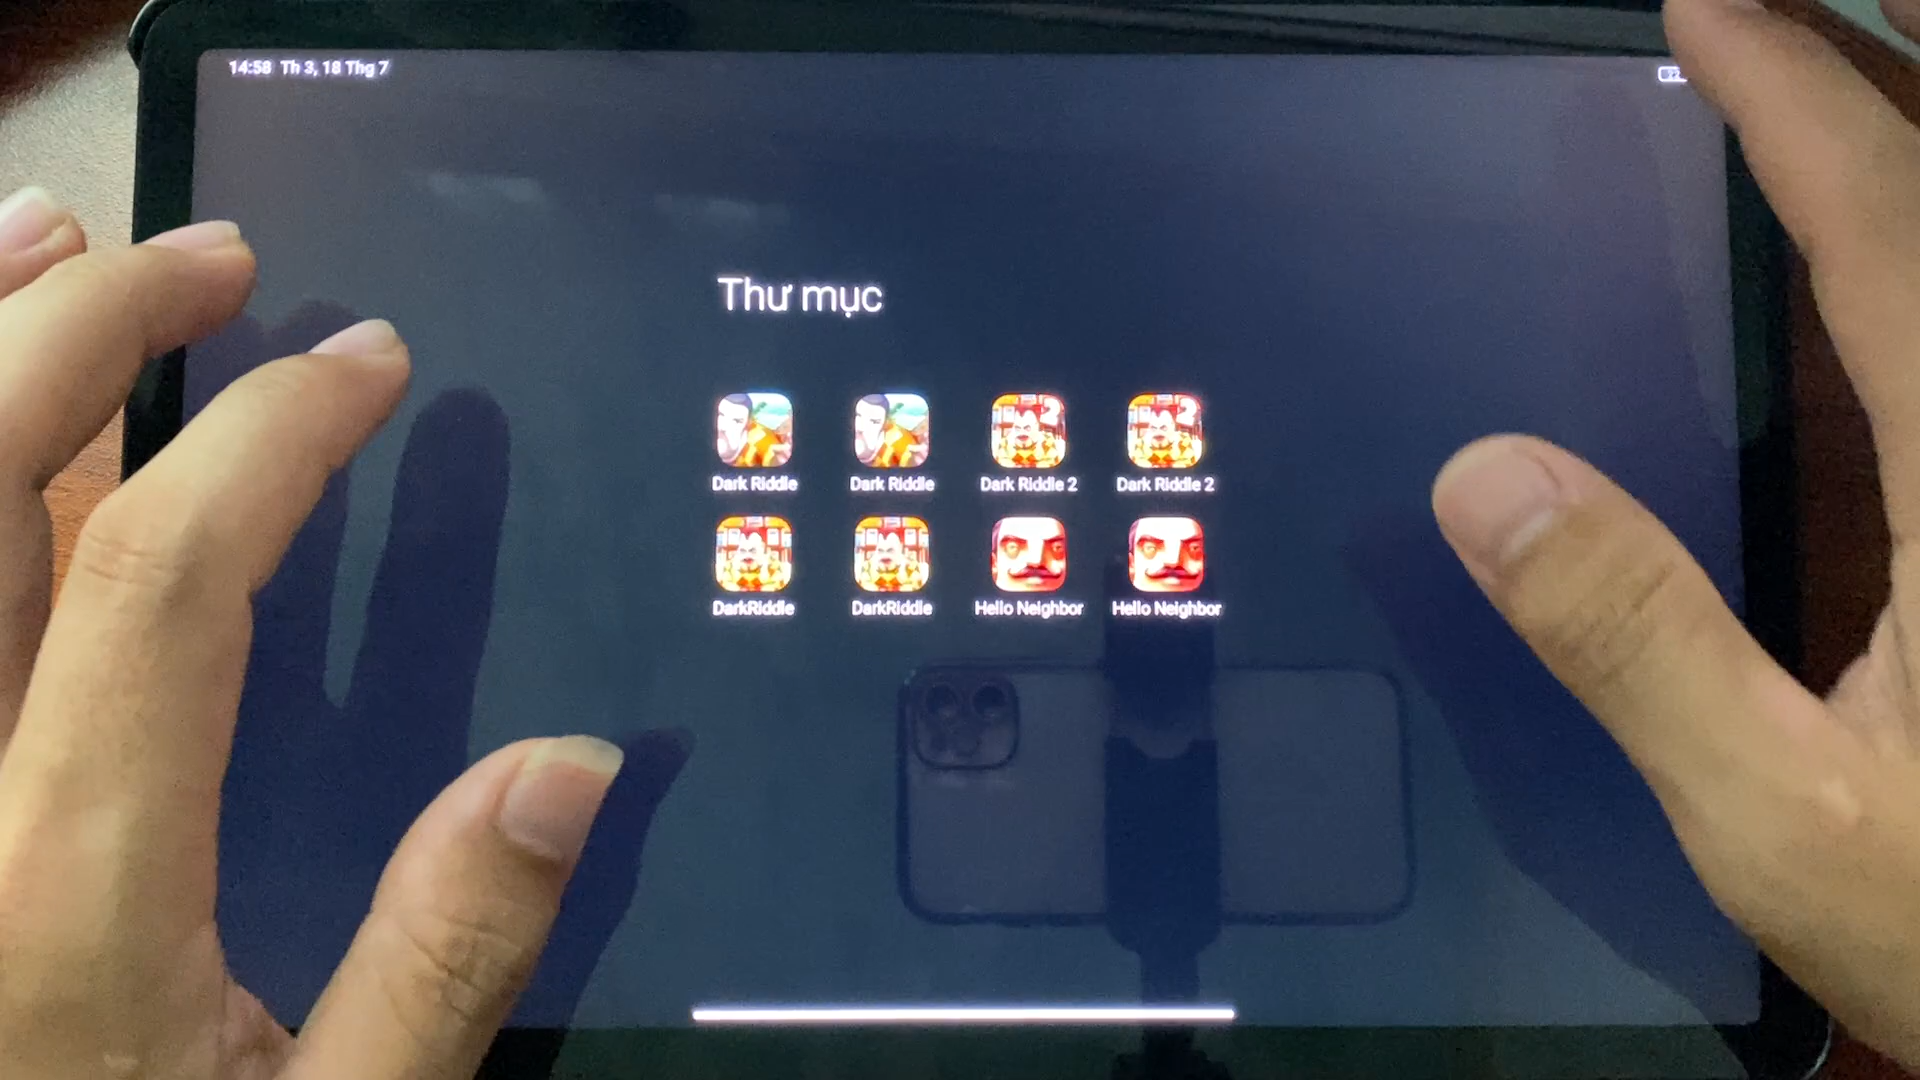 14:58 Th 3, 18 Thg 7
22
Thư mục
Dark Riddle Dark Riddle Dark Riddle 2 Dark Riddle 2
DarkRiddle DarkRiddle Hello Neighbor Hello Neighbor